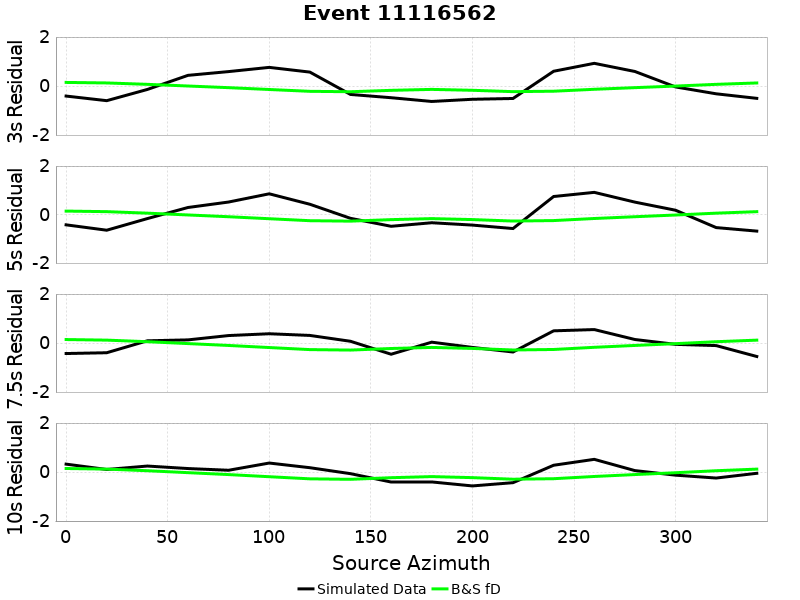 Event 11116562
3s Residual
2
0
-2
5s Residual
2
0
-2
7.5s Residual
2
0
-2
10s Residual
2
0
-2
0 50 100 150 200 250 300
Source Azimuth
Simulated Data B&S fD